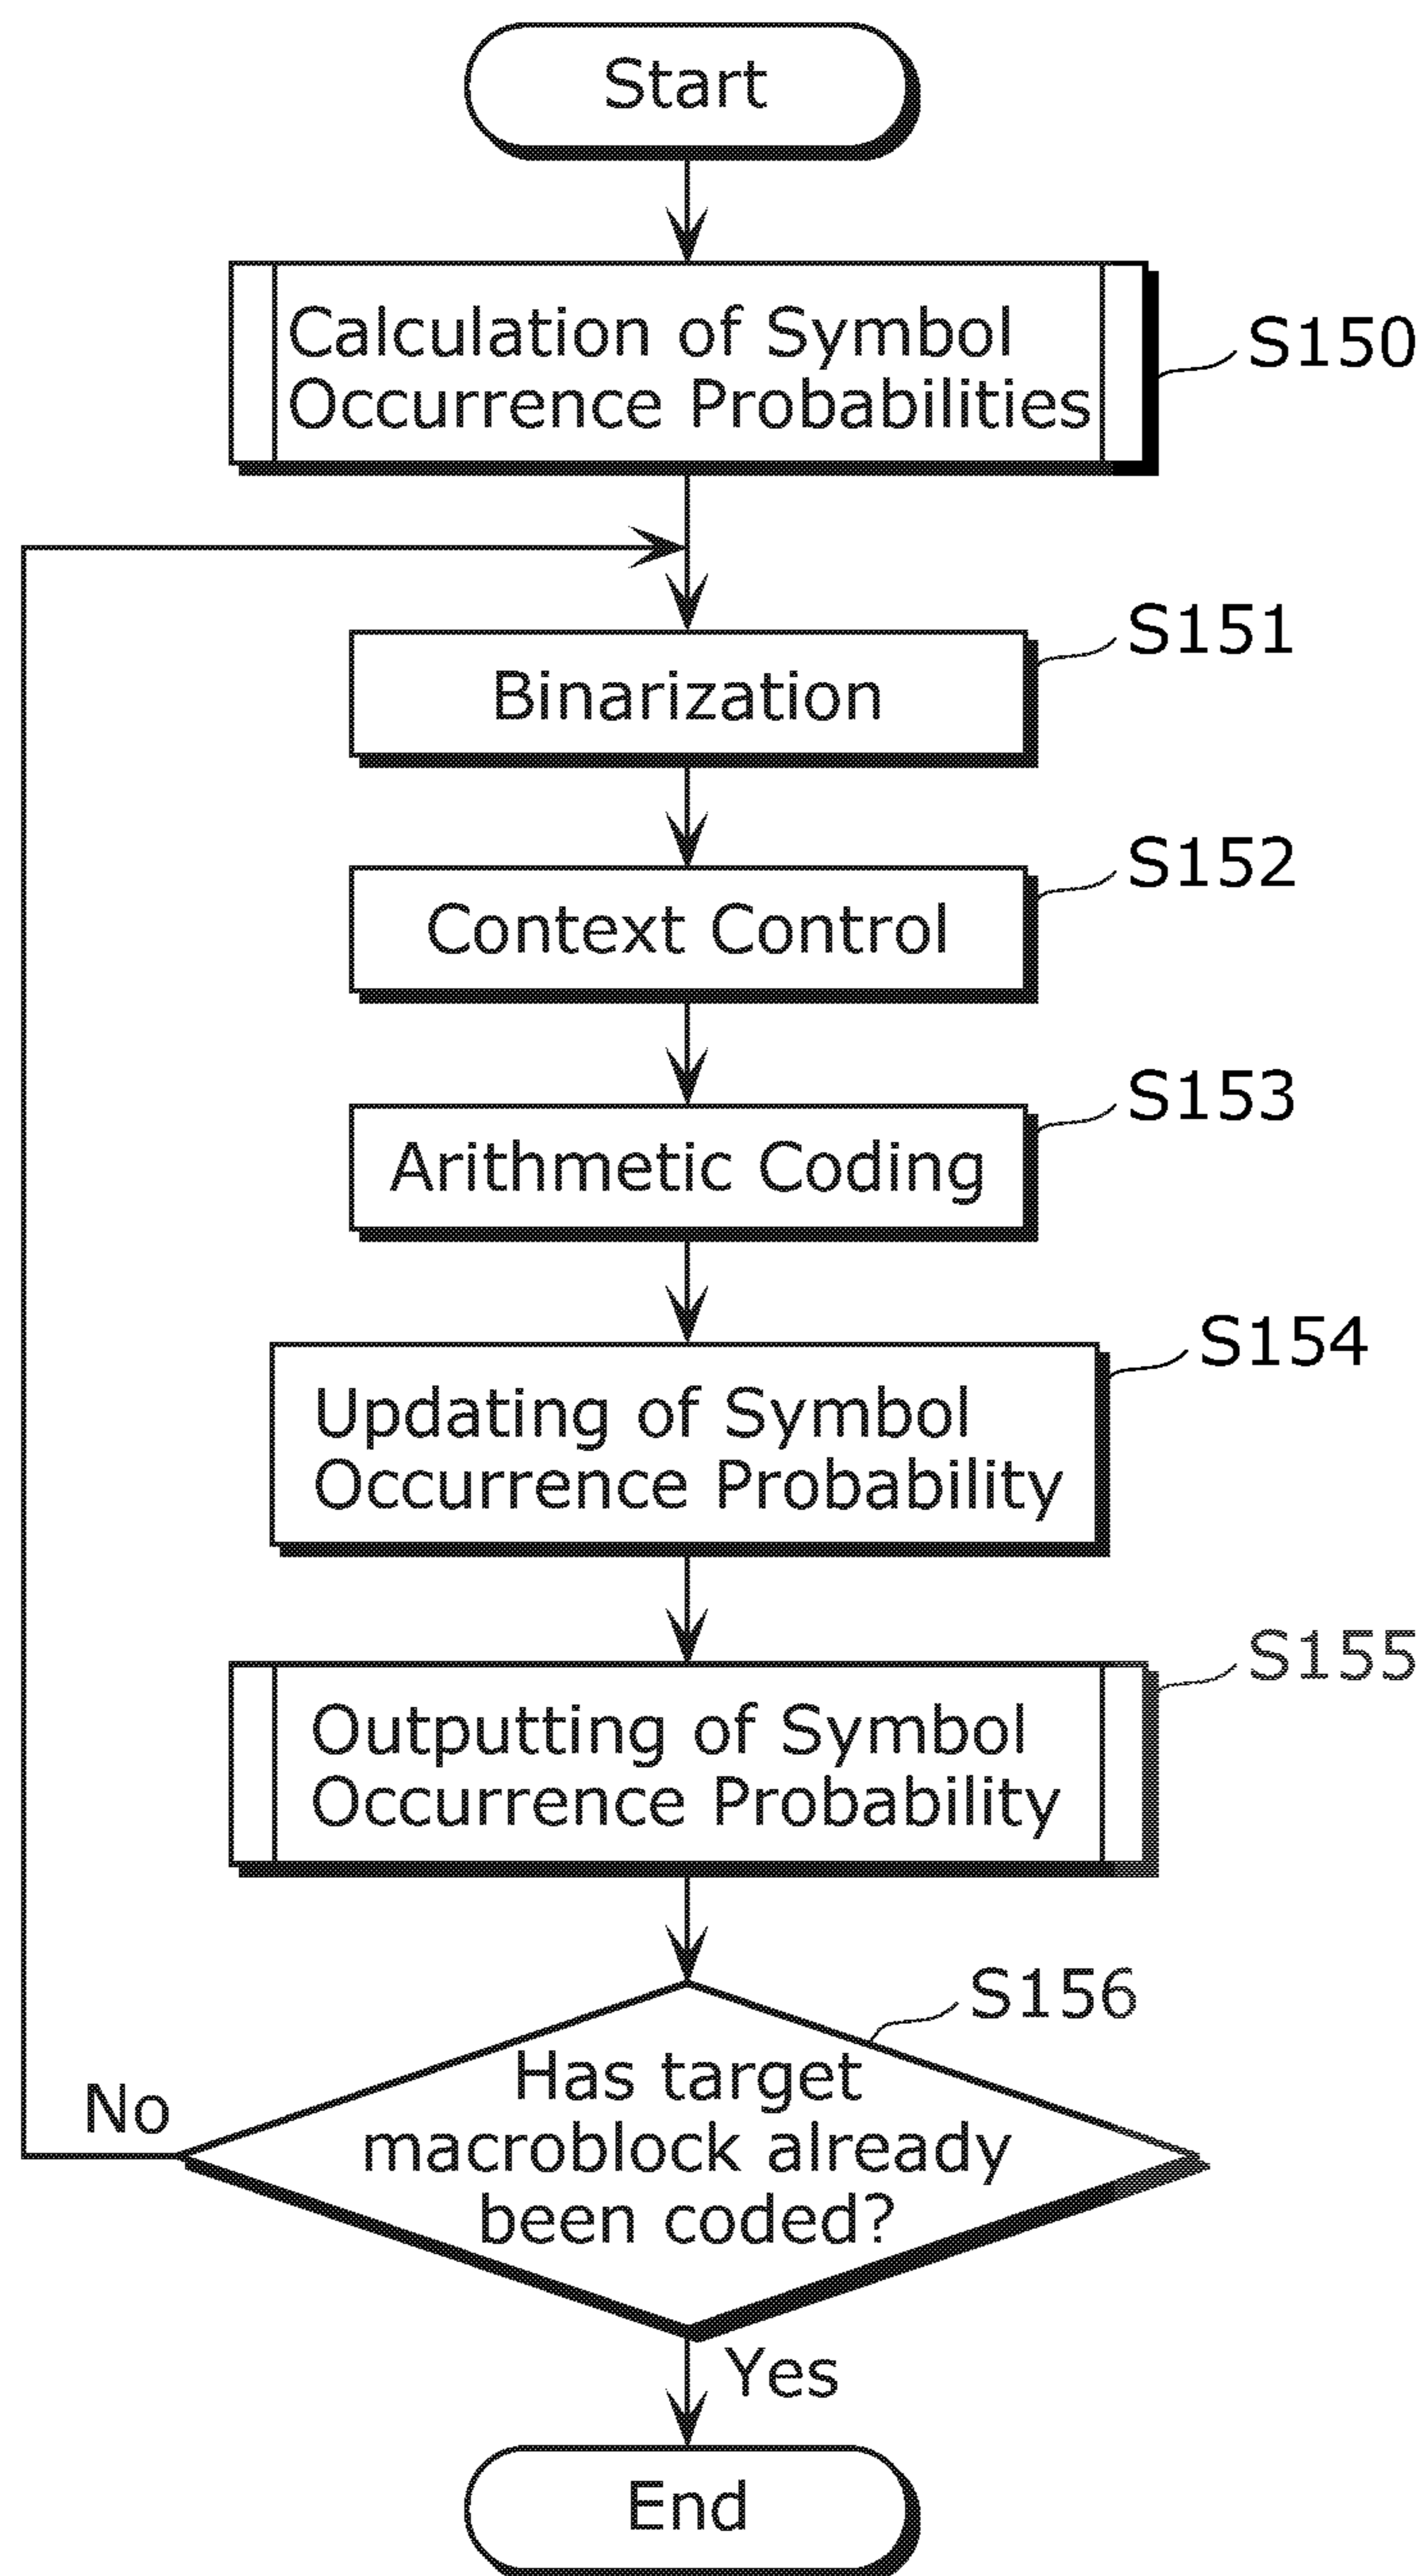 Start
Calculation of Symbol
Occurrence Probabilities
S150
S151
Binarization
S152
Context Control
S153
Arithmetic Coding
S154
Updating of Symbol
Occurrence Probability
S155
Outputting of Symbol
Occurrence Probability
S156
Has target
macroblock already
been coded?
No
Yes
End